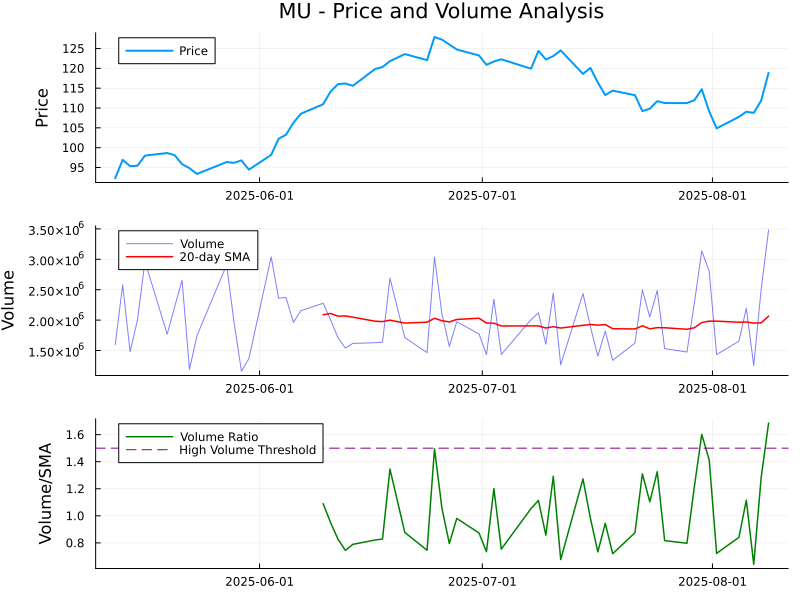 MU - Price and Volume Analysis
Price
125
120
115
110
105
100
95
Price
2025-06-01
2025-07-01
2025-08-01
Volume
3.50×10⁶
3.00×10⁶
2.50×10⁶
2.00×10⁶
1.50×10⁶
Volume
20-day SMA
2025-06-01
2025-07-01
2025-08-01
Volume/SMA
1.6
1.4
1.2
1.0
0.8
Volume Ratio
High Volume Threshold
2025-06-01
2025-07-01
2025-08-01